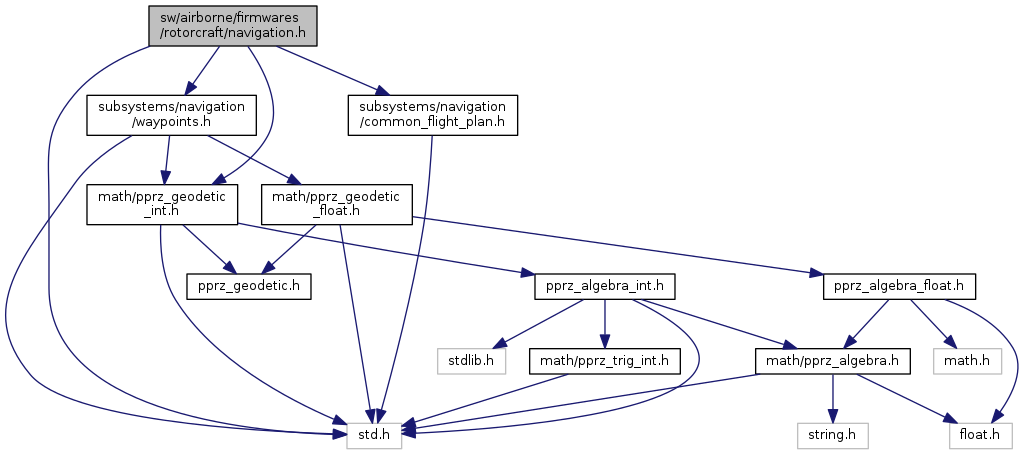 sw/airborne/firmwares
/rotorcraft/navigation.h
subsystems/navigation
/waypoints.h
subsystems/navigation
/common_flight_plan.h
math/pprz_geodetic
_int.h
math/pprz_geodetic
_float.h
pprz_geodetic.h
pprz_algebra_int.h
pprz_algebra_float.h
stdlib.h
math/pprz_trig_int.h
math/pprz_algebra.h
math.h
std.h
string.h
float.h